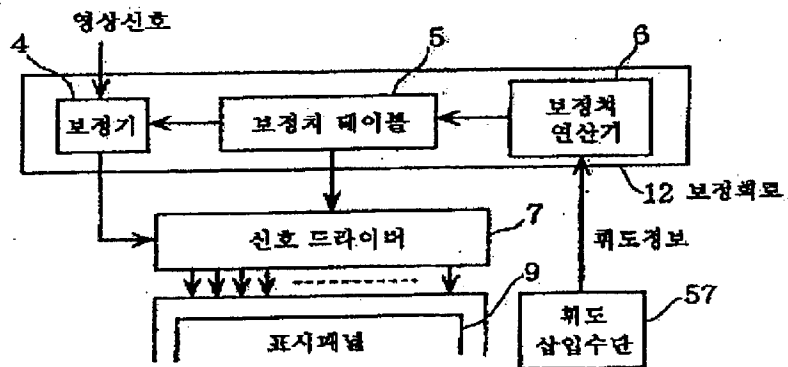 영상신호
4
5
6
보정기
보정치 테이블
보정치
연산기
12 보정회로
신호 드라이버
7
휘도정보
9
표시패널
휘도
삽입수단
57